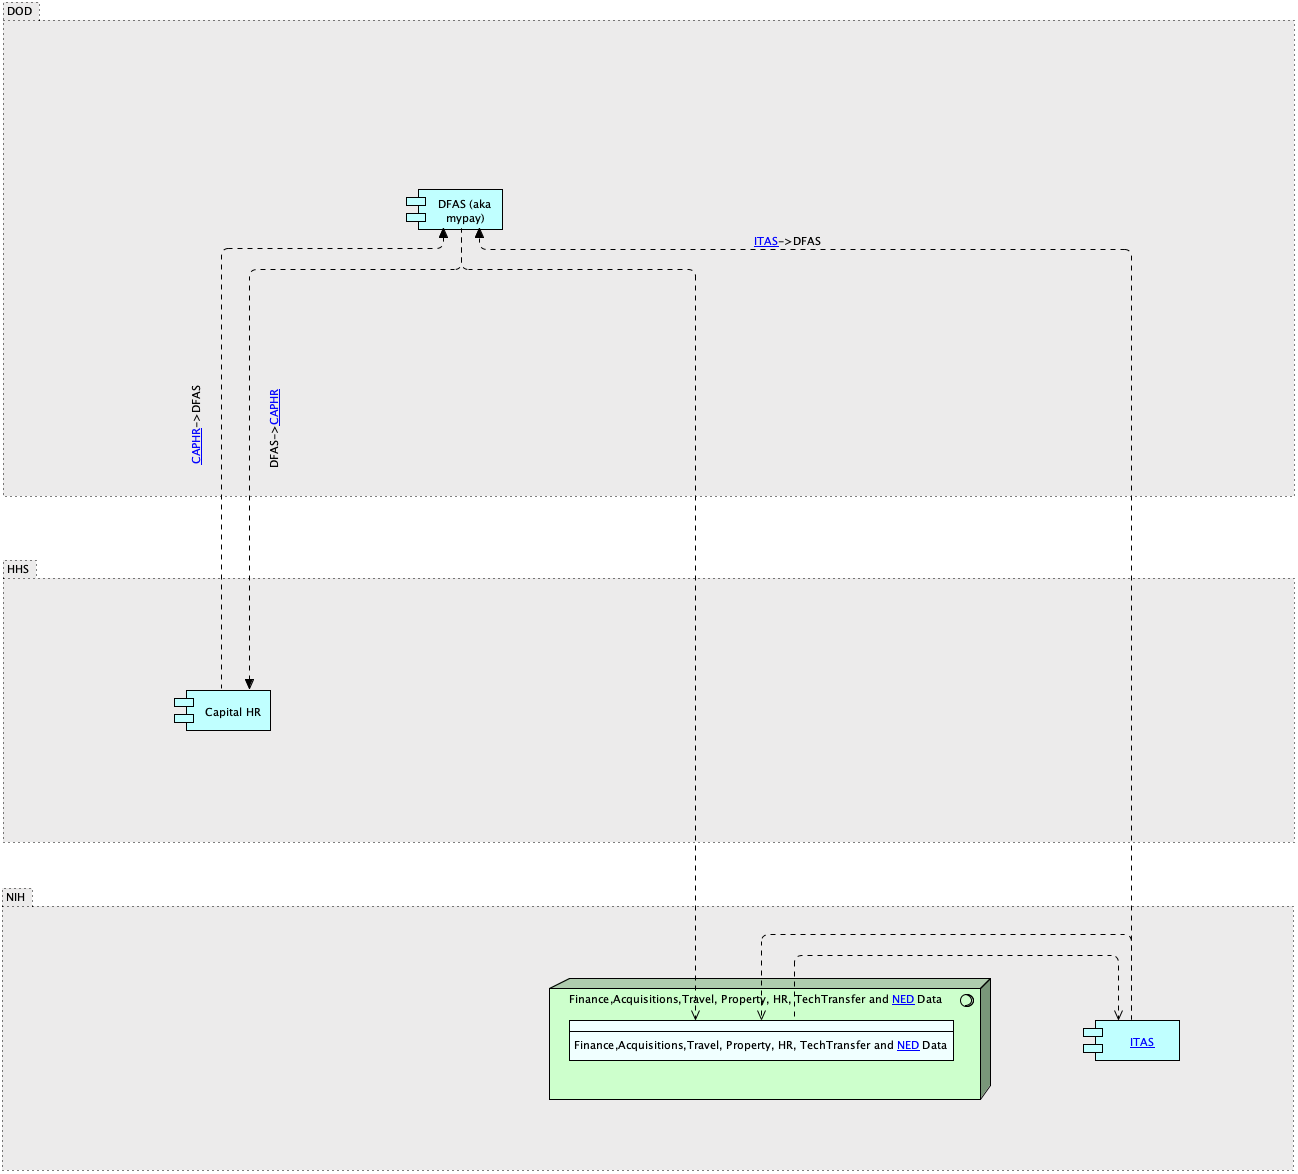 DOD
DFAS (aka
mypay)
ITAS->DFAS
CAPHR->DFAS
DFAS->CAPHR
HHS
Capital HR
NIH
Finance,Acquisitions,Travel, Property, HR, TechTransfer and NED Data
Finance,Acquisitions,Travel, Property, HR, TechTransfer and NED Data
ITAS